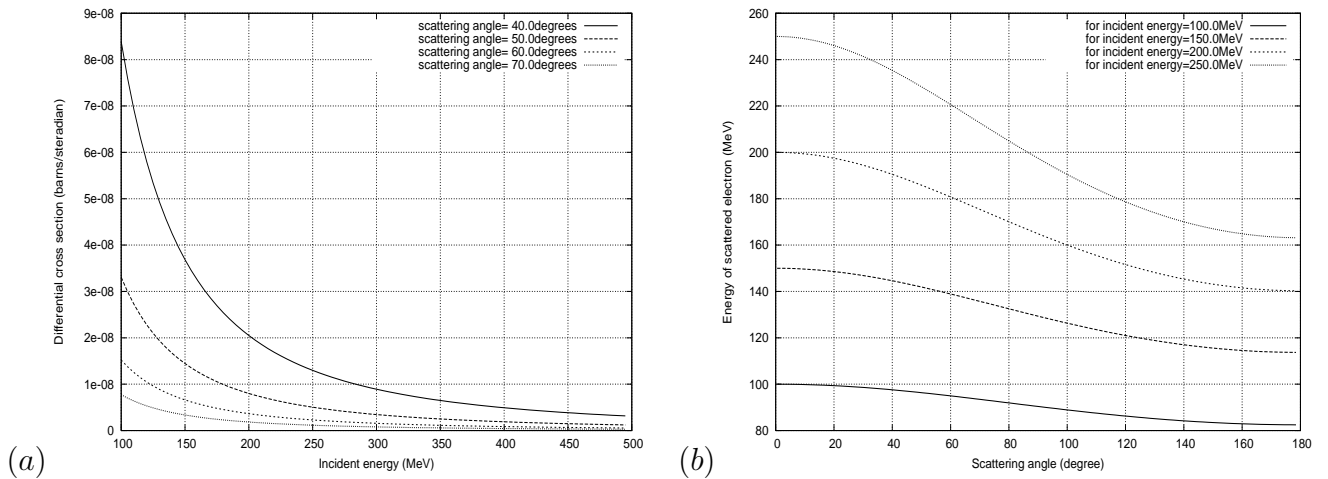 9e-08
8e-08
7e-08
6e-08
5e-08
4e-08
3e-08
2e-08
1e-08
0
100 150 200 250 300 350 400 450 500
Differential cross section (barns/steradian)
Incident energy (MeV)
scattering angle= 40.0degrees
scattering angle= 50.0degrees
scattering angle= 60.0degrees
scattering angle= 70.0degrees
(a)
260
240
220
200
180
160
140
120
100
80
0 20 40 60 80 100 120 140 160 180
Energy of scattered electron (MeV)
Scattering angle (degree)
for incident energy=100.0MeV
for incident energy=150.0MeV
for incident energy=200.0MeV
for incident energy=250.0MeV
(b)